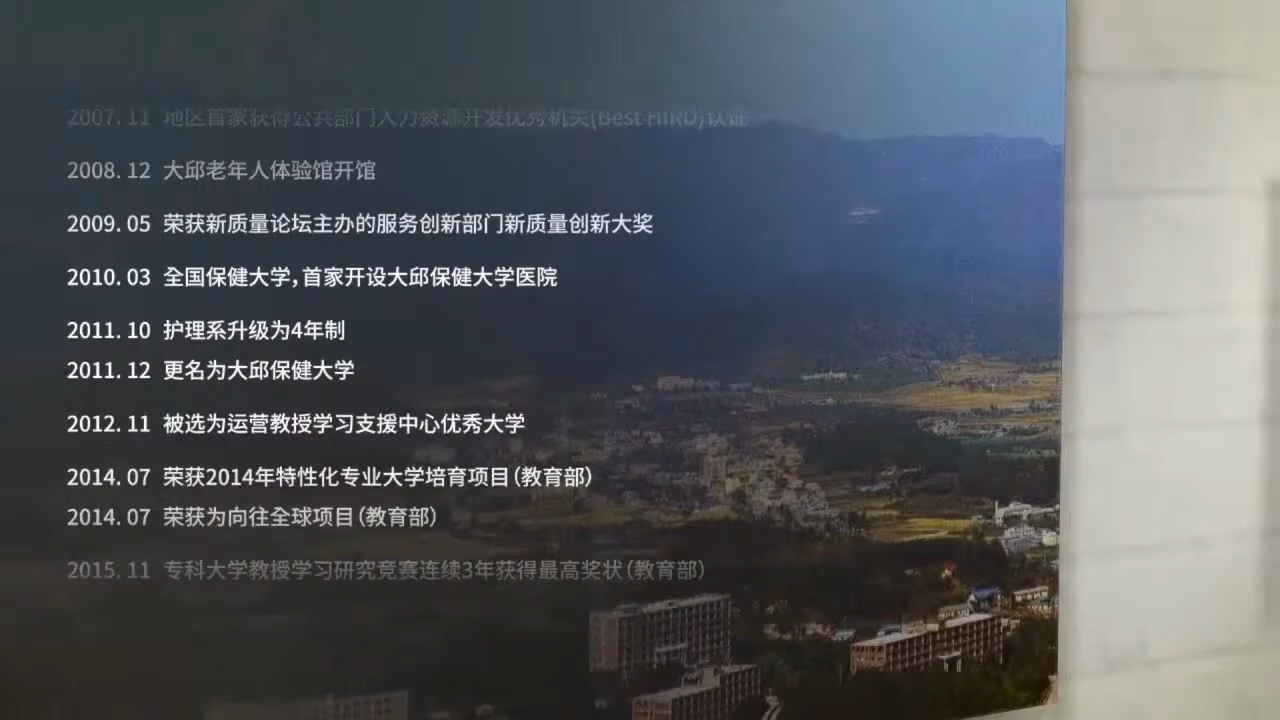 2007. 11 地区首家获得公共部门人力资源开发优秀机关(Best HRD)认证
2008. 12 大邱老年人体验馆开馆
2009. 05 荣获新质量论坛主办的服务创新部门新质量创新大奖
2010. 03 全国保健大学,首家开设大邱保健大学医院
2011. 10 护理系升级为4年制
2011. 12 更名为大邱保健大学
2012. 11 被选为运营教授学习支援中心优秀大学
2014. 07 荣获2014年特性化专业大学培育项目(教育部)
2014. 07 荣获为向往全球项目(教育部)
2015. 11 专科大学教授学习研究竞赛连续3年获得最高奖状(教育部)